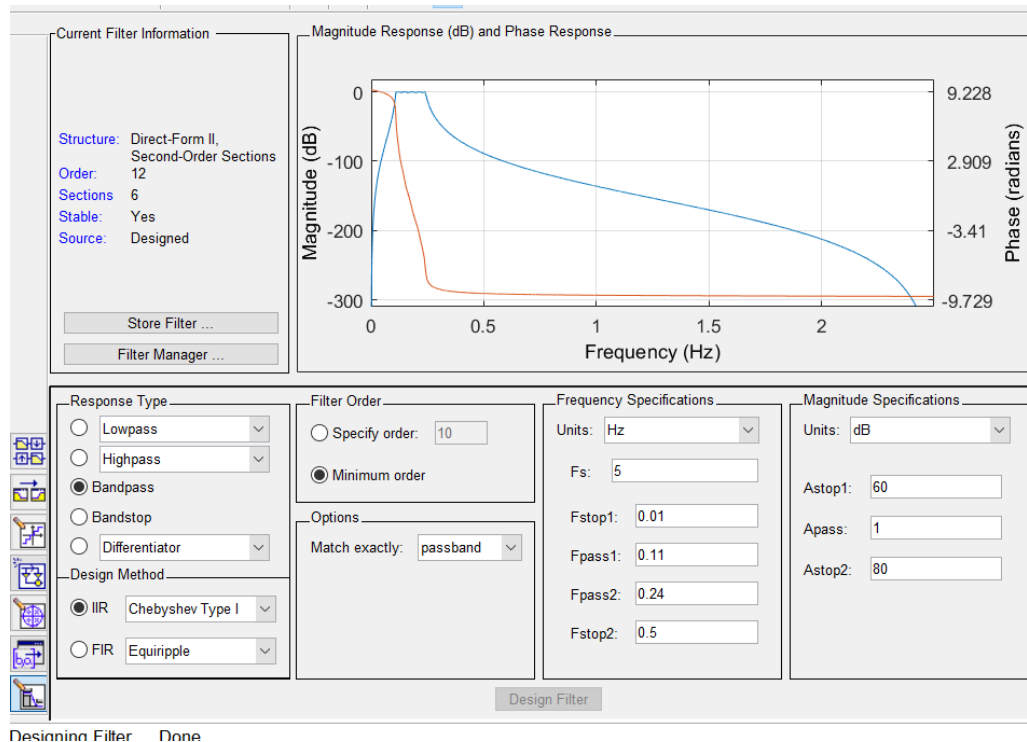 Current Filter Information
Structure: Direct-Form II,
Second-Order Sections
Order: 12
Sections 6
Stable: Yes
Source: Designed
Store Filter ...
Filter Manager ...
Magnitude Response (dB) and Phase Response
Magnitude (dB)
0
-100
-200
-300
0 0.5 1 1.5 2
Frequency (Hz)
9.228
2.909
-3.41
-9.729
Phase (radians)
Response Type
Lowpass
Highpass
Bandpass
Bandstop
Differentiator
Design Method
IIR Chebyshev Type I
FIR Equiripple
Filter Order
Specify order: 10
Minimum order
Options
Match exactly: passband
Frequency Specifications
Units: Hz
Fs: 5
Fstop1: 0.01
Fpass1: 0.11
Fpass2: 0.24
Fstop2: 0.5
Magnitude Specifications
Units: dB
Astop1: 60
Apass: 1
Astop2: 80
Design Filter
Designing Filter ... Done